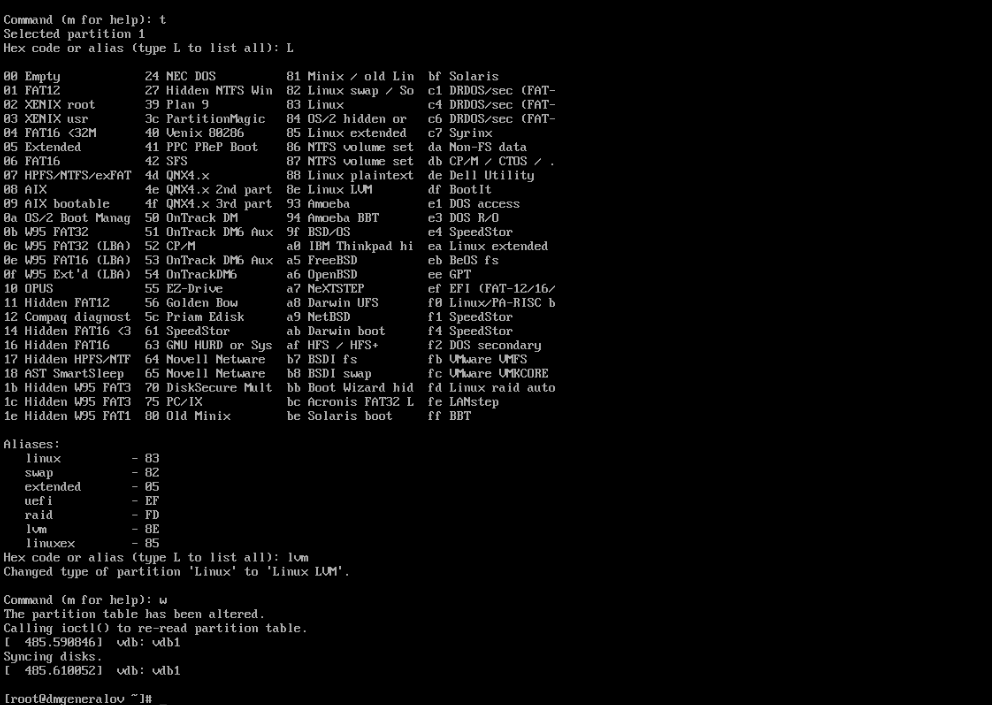 Command (m for help): t
Selected partition 1
Hex code or alias (type L to list all): L
00 Empty 24 NEC DOS 81 Minix / old Lin bf Solaris
01 FAT12 27 Hidden NTFS Win 82 Linux swap / So c1 DRDOS/sec (FAT-
02 XENIX root 39 Plan 9 83 Linux c4 DRDOS/sec (FAT-
03 XENIX usr 3c PartitionMagic 84 OS/2 hidden or c6 DRDOS/sec (FAT-
04 FAT16 <32M 40 Venix 80286 85 Linux extended c7 Syrinx
05 Extended 41 PPC PReP Boot 86 NTFS volume set da Non-FS data
06 FAT16 42 SFS 87 NTFS volume set db CP/M / CTOS / .
07 HPFS/NTFS/exFAT 4d QNX4.x 88 Linux plaintext de Dell Utility
08 AIX 4e QNX4.x 2nd part 8e Linux LVM df BootIt
09 AIX bootable 4f QNX4.x 3rd part 93 Amoeba e1 DOS access
0a OS/2 Boot Manag 50 OnTrack DM 94 Amoeba BBT e3 DOS R/O
0b W95 FAT32 51 OnTrack DM6 Aux 9f BSD/OS e4 SpeedStor
0c W95 FAT32 (LBA) 52 CP/M a0 IBM Thinkpad hi ea Linux extended
0e W95 FAT16 (LBA) 53 OnTrack DM6 Aux a5 FreeBSD eb BeOS fs
0f W95 Ext'd (LBA) 54 OnTrackDM6 a6 OpenBSD ee GPT
10 OPUS 55 EZ-Drive a7 NeXTSTEP ef EFI (FAT-12/16/
11 Hidden FAT12 56 Golden Bow a8 Darwin UFS f0 Linux/PA-RISC b
12 Compaq diagnost 5c Priam Edisk a9 NetBSD f1 SpeedStor
14 Hidden FAT16 <3 61 SpeedStor ab Darwin boot f4 SpeedStor
16 Hidden FAT16 63 GNU HURD or Sys af HFS / HFS+ f2 DOS secondary
17 Hidden HPFS/NTF 64 Novell Netware b7 BSDI fs fb VMware VMFS
18 AST SmartSleep 65 Novell Netware b8 BSDI swap fc VMware VMKCORE
1b Hidden W95 FAT3 70 DiskSecure Mult bb Boot Wizard hid fd Linux raid auto
1c Hidden W95 FAT3 75 PC/IX bc Acronis FAT32 L fe LANstep
1e Hidden W95 FAT1 80 Old Minix be Solaris boot ff BBT
Aliases:
linux - 83
swap - 82
extended - 05
uefi - EF
raid - FD
lvm - 8E
linuxex - 85
Hex code or alias (type L to list all): lvm
Changed type of partition 'Linux' to 'Linux LVM'.
Command (m for help): w
The partition table has been altered.
Calling ioctl() to re-read partition table.
[ 485.590846] vdb: vdb1
Syncing disks.
[ 485.610052] vdb: vdb1
[root@dmgeneralov ~]# _